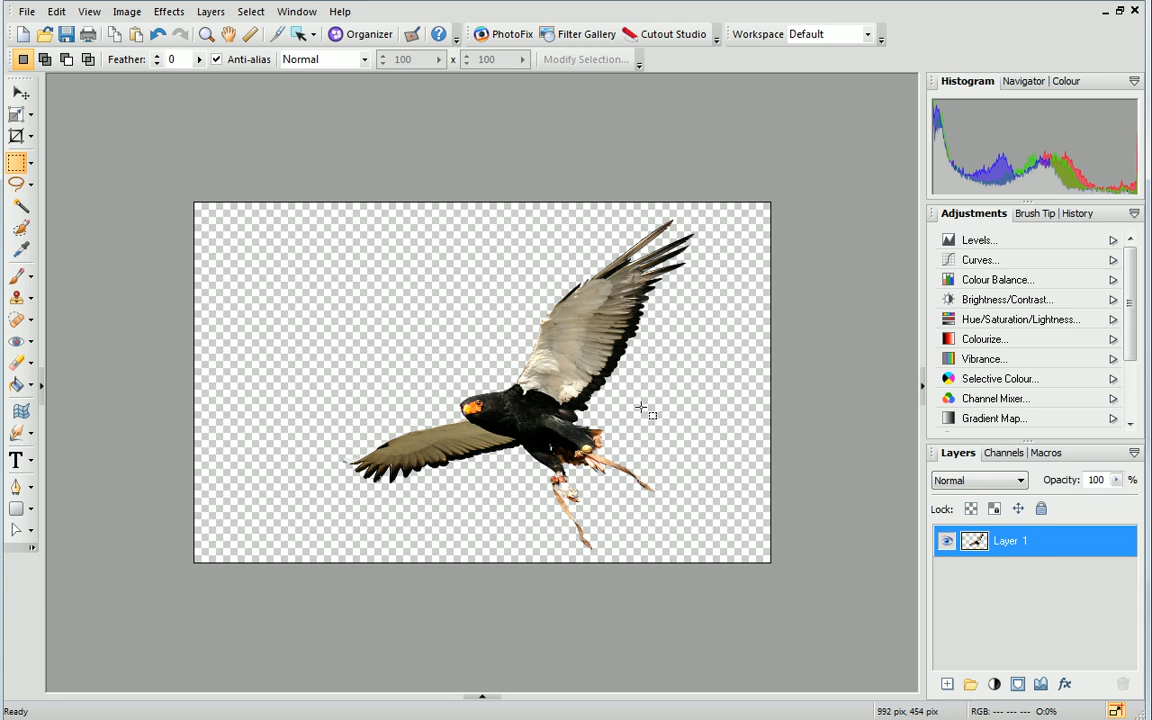 File Edit View Image Effects Layers Select Window Help
Organizer PhotoFix Filter Gallery Cutout Studio Workspace Default
Feather: 0 Anti-alias Normal 100 x 100 Modify Selection...
Histogram Navigator Colour
Adjustments Brush Tip History
Levels...
Curves...
Colour Balance...
Brightness/Contrast...
Hue/Saturation/Lightness...
Colourize...
Vibrance...
Selective Colour...
Channel Mixer...
Gradient Map...
Layers Channels Macros
Normal Opacity: 100 %
Lock:
Layer 1
Ready 992 pix, 454 pix RGB: --- --- --- O:0%